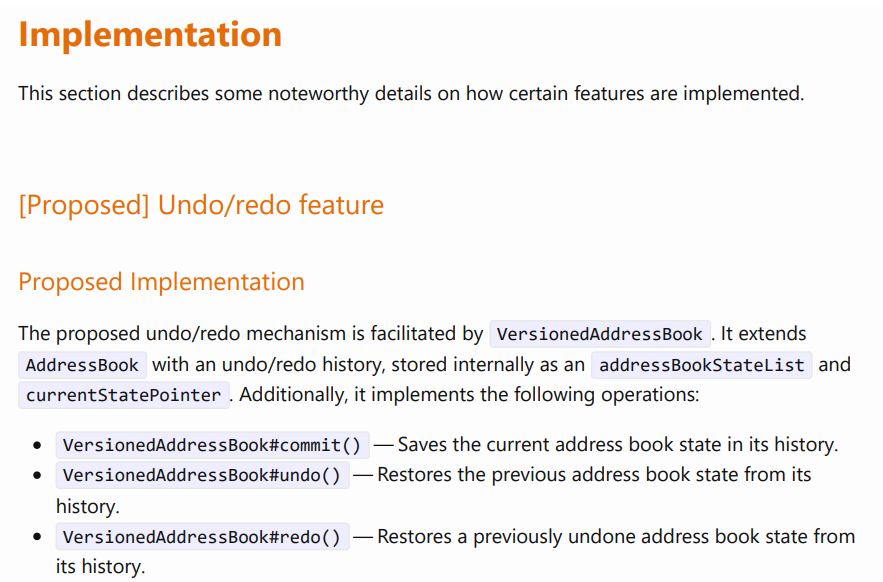 Implementation
This section describes some noteworthy details on how certain features are implemented.
[Proposed] Undo/redo feature
Proposed Implementation
The proposed undo/redo mechanism is facilitated by VersionedAddressBook . It extends
AddressBook with an undo/redo history, stored internally as an addressBookStateList and
currentStatePointer . Additionally, it implements the following operations:
• VersionedAddressBook#commit() — Saves the current address book state in its history.
• VersionedAddressBook#undo() — Restores the previous address book state from its
history.
• VersionedAddressBook#redo() — Restores a previously undone address book state from
its history.